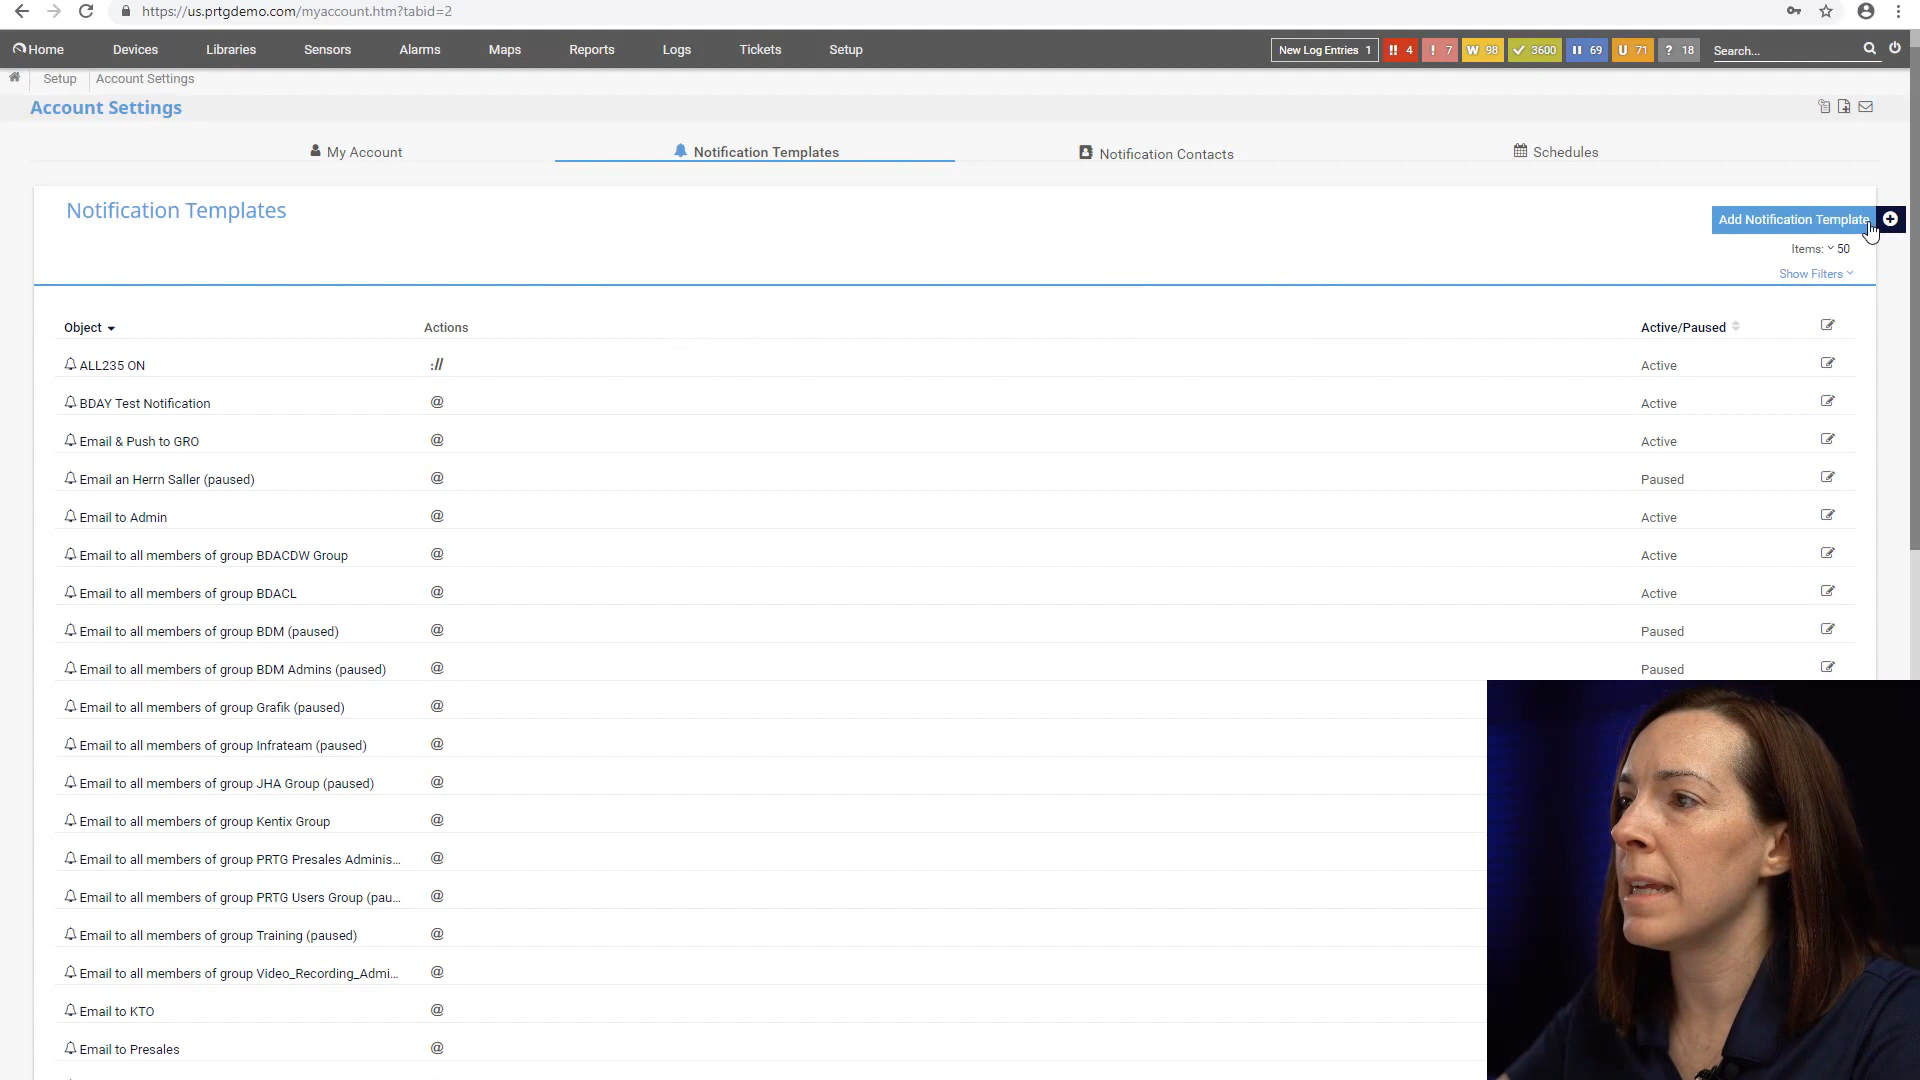 https://us.prtgdemo.com/myaccount.htm?tabid=2
Home Devices Libraries Sensors Alarms Maps Reports Logs Tickets Setup New Log Entries 1 !! 4 ! 7 W 98 3600 69 U 71 ? 18 Search...
Setup Account Settings
Account Settings
My Account Notification Templates Notification Contacts Schedules
Notification Templates
Add Notification Template
Items: 50
Show Filters
Object Actions Active/Paused
ALL235 ON :// Active
BDAY Test Notification @ Active
Email & Push to GRO @ Active
Email an Herrn Saller (paused) @ Paused
Email to Admin @ Active
Email to all members of group BDACDW Group @ Active
Email to all members of group BDACL @ Active
Email to all members of group BDM (paused) @ Paused
Email to all members of group BDM Admins (paused) @ Paused
Email to all members of group Grafik (paused) @
Email to all members of group Infrateam (paused) @
Email to all members of group JHA Group (paused) @
Email to all members of group Kentix Group @
Email to all members of group PRTG Presales Adminis... @
Email to all members of group PRTG Users Group (pau... @
Email to all members of group Training (paused) @
Email to all members of group Video_Recording_Admi... @
Email to KTO @
Email to Presales @